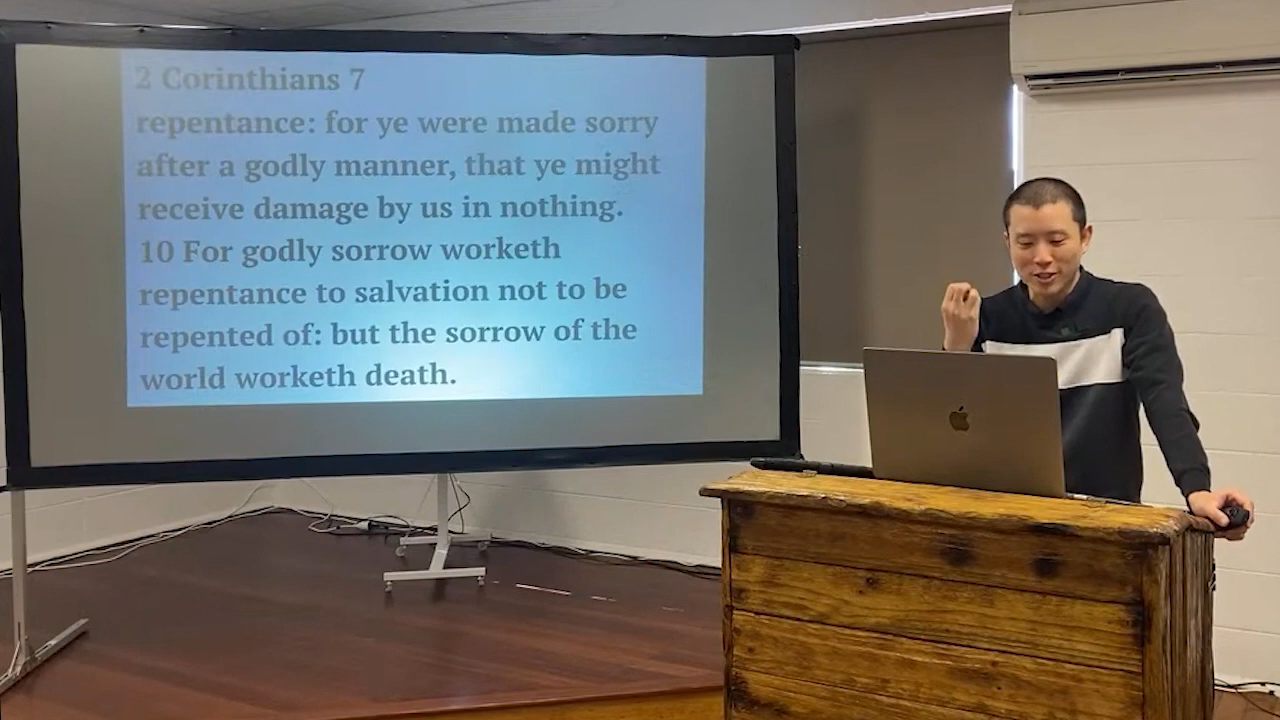 2 Corinthians 7
repentance: for ye were made sorry
after a godly manner, that ye might
receive damage by us in nothing.
10 For godly sorrow worketh
repentance to salvation not to be
repented of: but the sorrow of the
world worketh death.